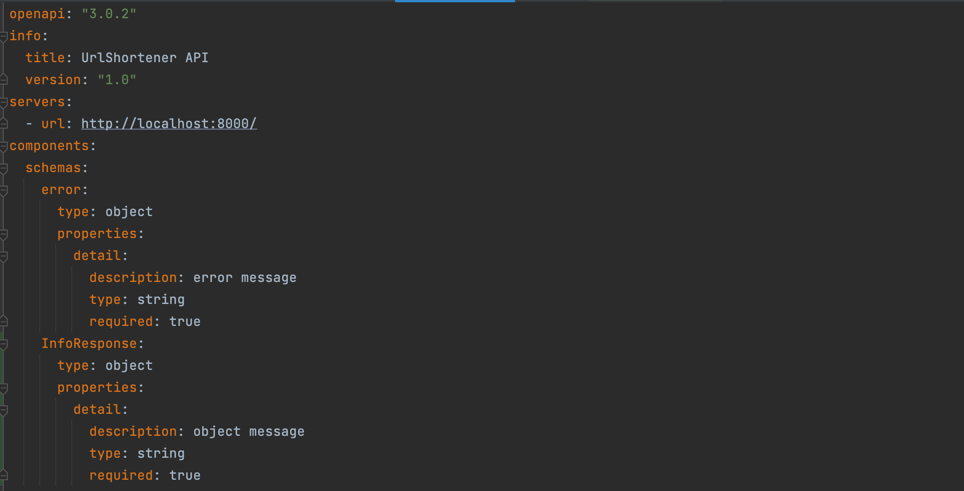 openapi: "3.0.2"
info:
  title: UrlShortener API
  version: "1.0"
servers:
  - url: http://localhost:8000/
components:
  schemas:
    error:
      type: object
      properties:
        detail:
          description: error message
          type: string
          required: true
    InfoResponse:
      type: object
      properties:
        detail:
          description: object message
          type: string
          required: true